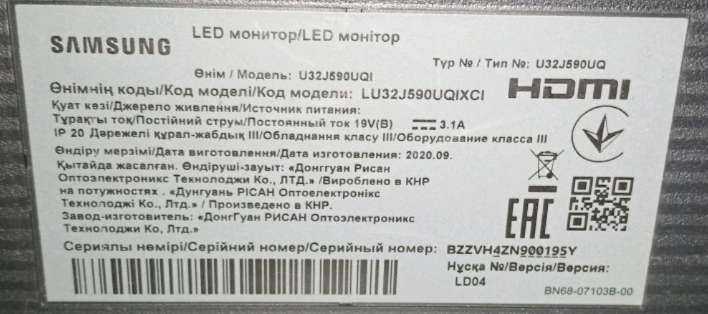 SAMSUNG
LED монитор/LED монітор
Түр № / Тип №: U32J590UQ
Өнім / Модель: U32J590UQI
HDMI
Өнімнің коды/Код моделі/Код модели: LU32J590UQIXCI
Қуат көзі/Джерело живлення/Источник питания:
Тұрақты ток/Постійний струм/Постоянный ток 19V(В) 3.1A
IP 20 Дәрежелі құрал-жабдық III/Обладнання класу III/Оборудование класса III
Өндіру мерзімі/Дата виготовлення/Дата изготовления: 2020.09.
Қытайда жасалған. Өндіруші-зауыт: «Донггуан Рисан
Оптоэлектроникс Технолоджи Ко., ЛТД.» /Вироблено в КНР
на потужностях . «Дунгуань РІСАН Оптоелектронікс
Технолоджі Ко., Лтд.» / Произведено в КНР.
Завод-изготовитель: «ДонгГуан РИСАН Оптоэлектроникс
Технолоджи Ко, Лтд.»
EAC
Сериялы нөмірі/Серійний номер/Серийный номер: BZZVH4ZN900195Y
Нұсқа №/Версія/Версия:
LD04
BN68-07103B-00